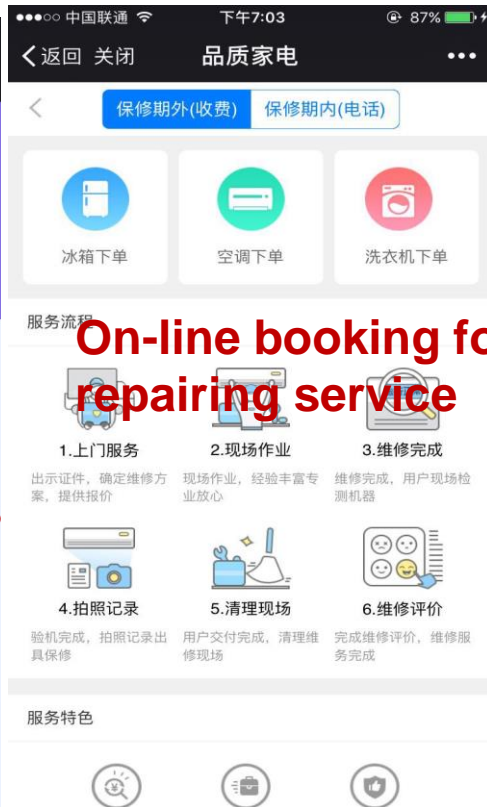 中国联通 下午7:03 87%
返回 关闭 品质家电
保修期外(收费) 保修期内(电话)
冰箱下单 空调下单 洗衣机下单
服务流程
On-line booking fo
repairing service
1.上门服务 2.现场作业 3.维修完成
出示证件，确定维修方 现场作业，经验丰富专 维修完成，用户现场检
案，提供报价 业放心 测机器
4.拍照记录 5.清理现场 6.维修评价
验机完成，拍照记录出 用户交付完成，清理维 完成维修评价，维修服
具保修 修现场 务完成
服务特色